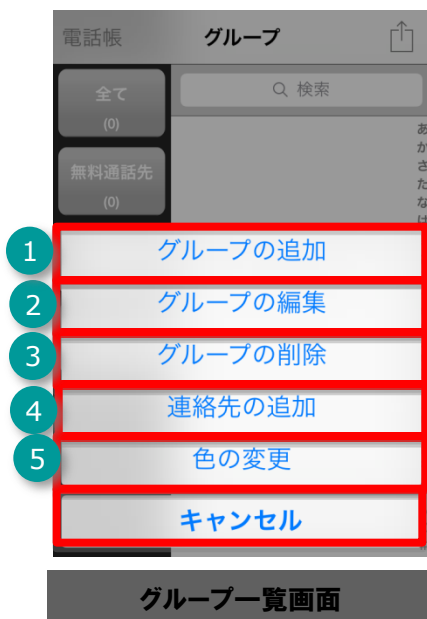 電話帳 グループ
全て
(0)
検索
無料通話先
(0)
あ
か
さ
た
な
は
1 グループの追加
2 グループの編集
3 グループの削除
4 連絡先の追加
5 色の変更
キャンセル
グループ一覧画面